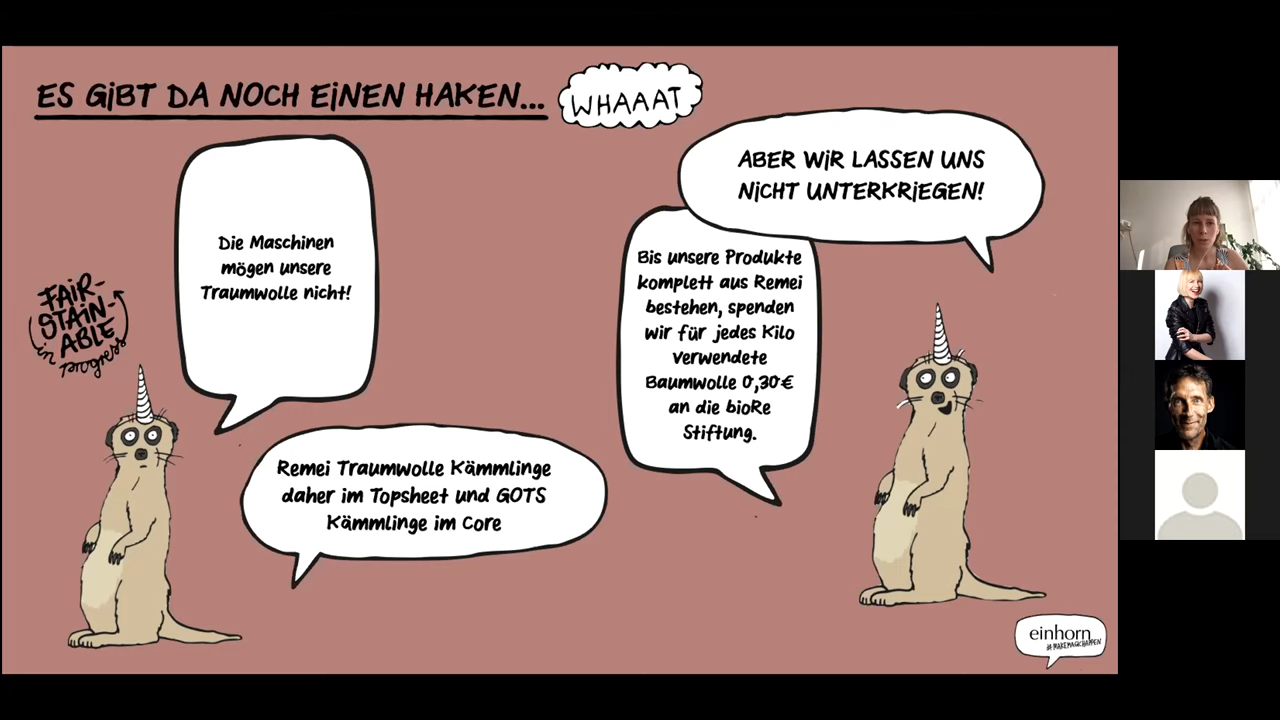 ES GIBT DA NOCH EINEN HAKEN...
WHAAAT
Die Maschinen
mögen unsere
Traumwolle nicht!
FAIR-
STAIN-
ABLE
in progress
Remei Traumwolle Kämmlinge
daher im Topsheet und GOTS
Kämmlinge im Core
ABER WIR LASSEN UNS
NICHT UNTERKRIEGEN!
Bis unsere Produkte
komplett aus Remei
bestehen, spenden
wir für jedes Kilo
verwendete
Baumwolle 0,30€
an die bioRe
Stiftung.
einhorn
#MAKEMAGICHAPPEN